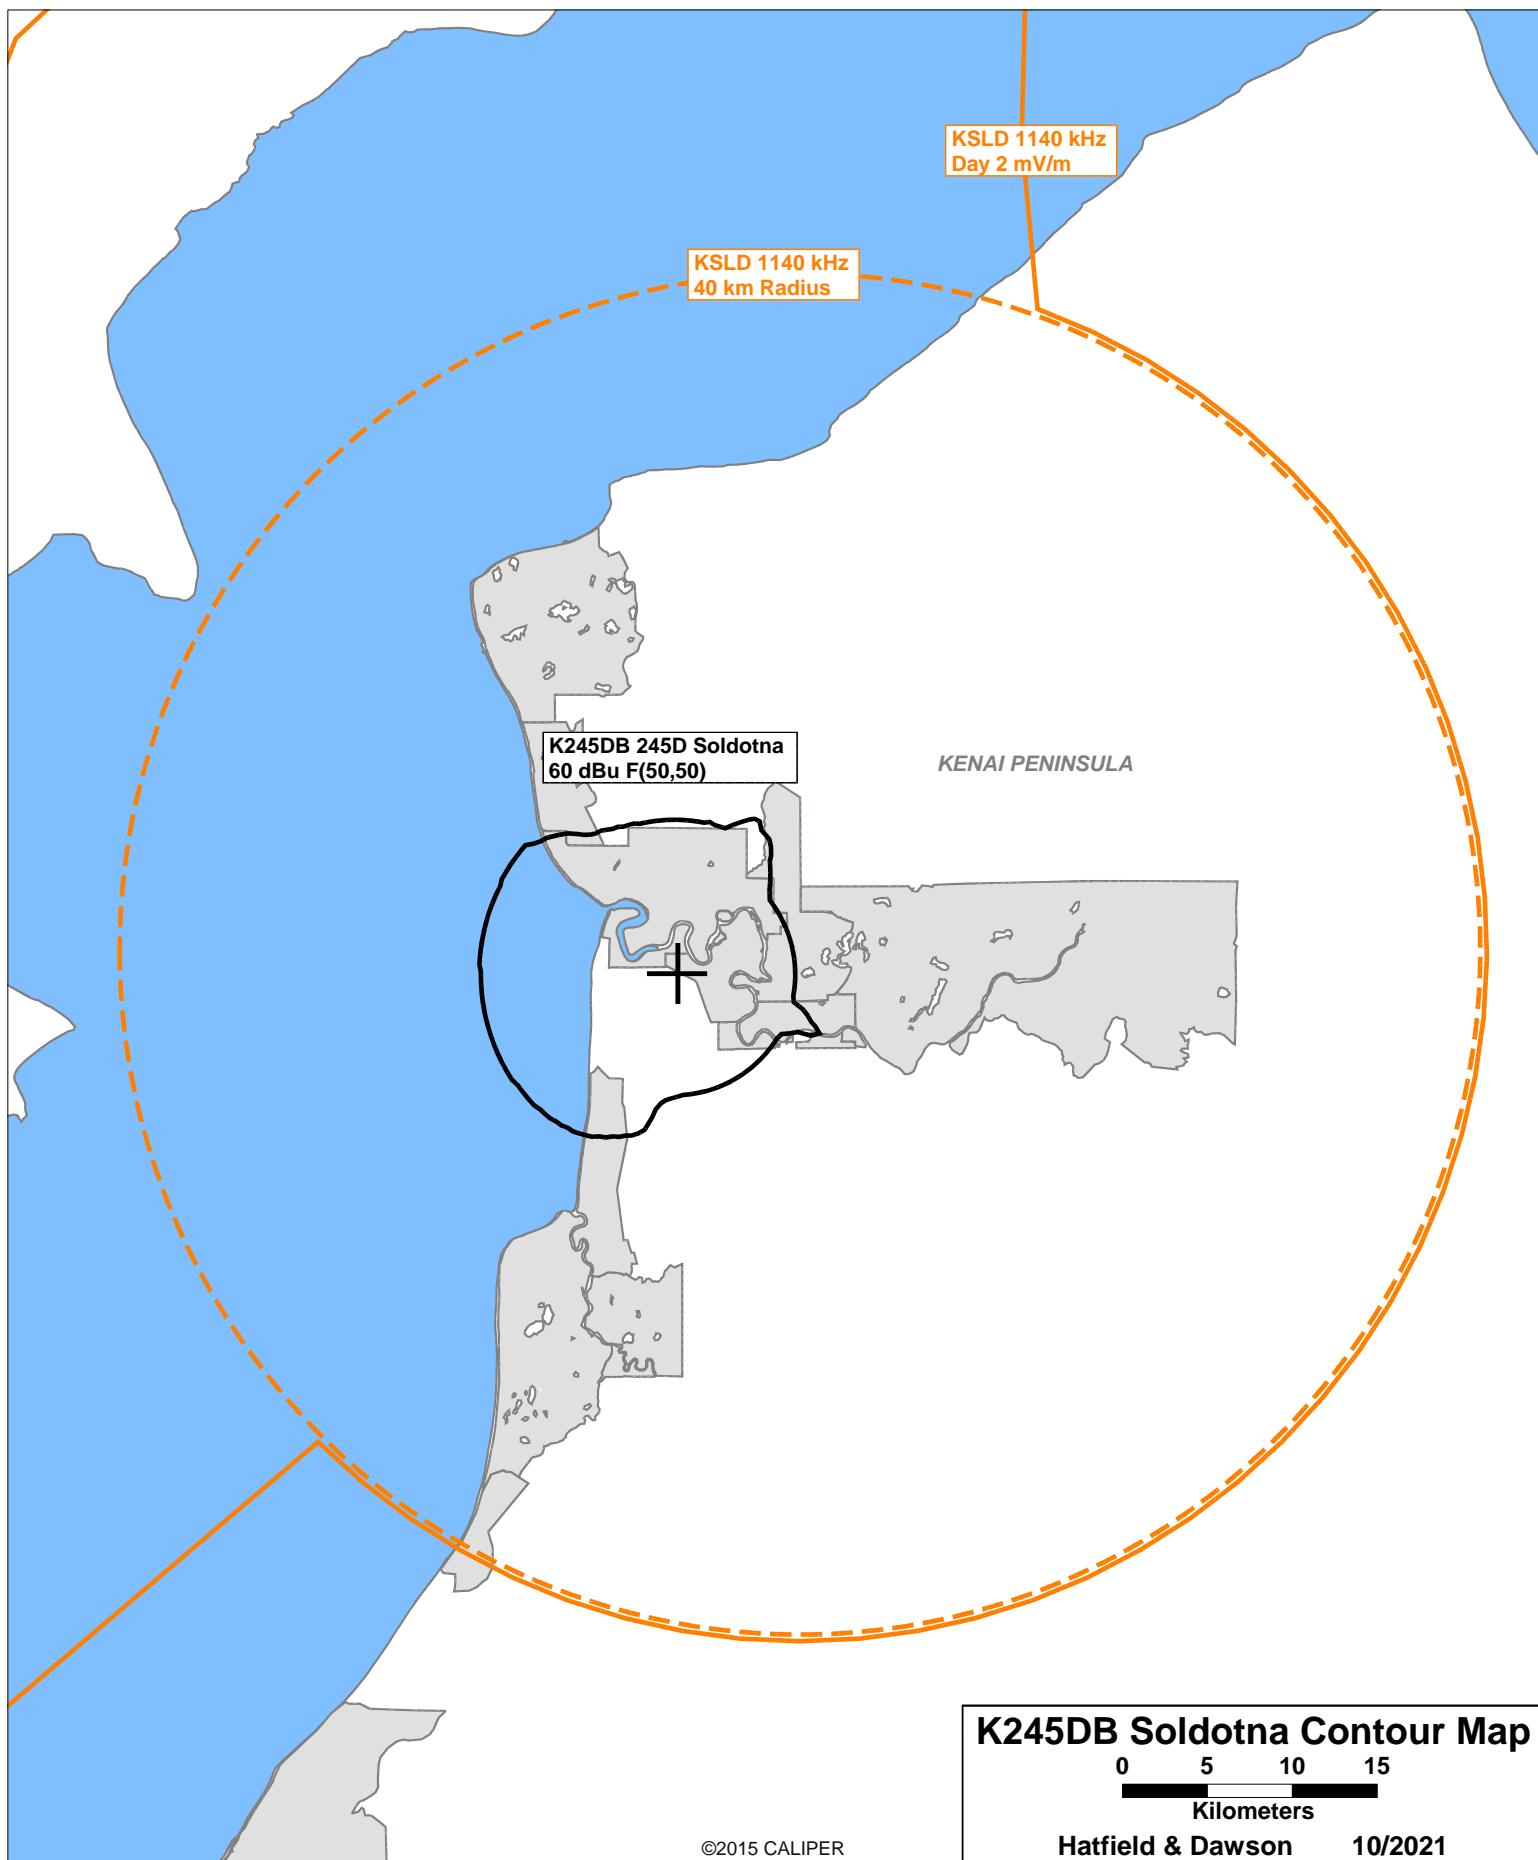 KSLD 1140 kHz
Day 2 mV/m
KSLD 1140 kHz
40 km Radius
K245DB 245D Soldotna
60 dBu F(50,50)
KENAI PENINSULA
K245DB Soldotna Contour Map
0 5 10 15
Kilometers
Hatfield & Dawson 10/2021
©2015 CALIPER